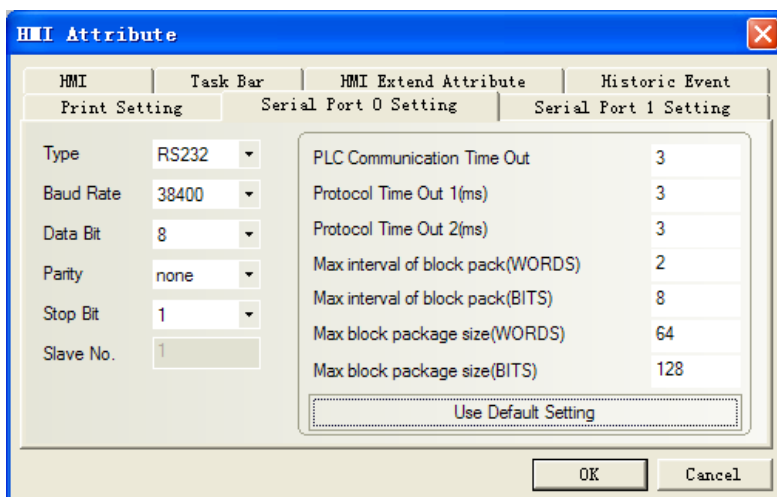 HMI Attribute
HMI
Task Bar
HMI Extend Attribute
Historic Event
Print Setting
Serial Port 0 Setting
Serial Port 1 Setting
Type RS232
Baud Rate 38400
Data Bit 8
Parity none
Stop Bit 1
Slave No. 1
PLC Communication Time Out 3
Protocol Time Out 1(ms) 3
Protocol Time Out 2(ms) 3
Max interval of block pack(WORDS) 2
Max interval of block pack(BITS) 8
Max block package size(WORDS) 64
Max block package size(BITS) 128
Use Default Setting
OK
Cancel